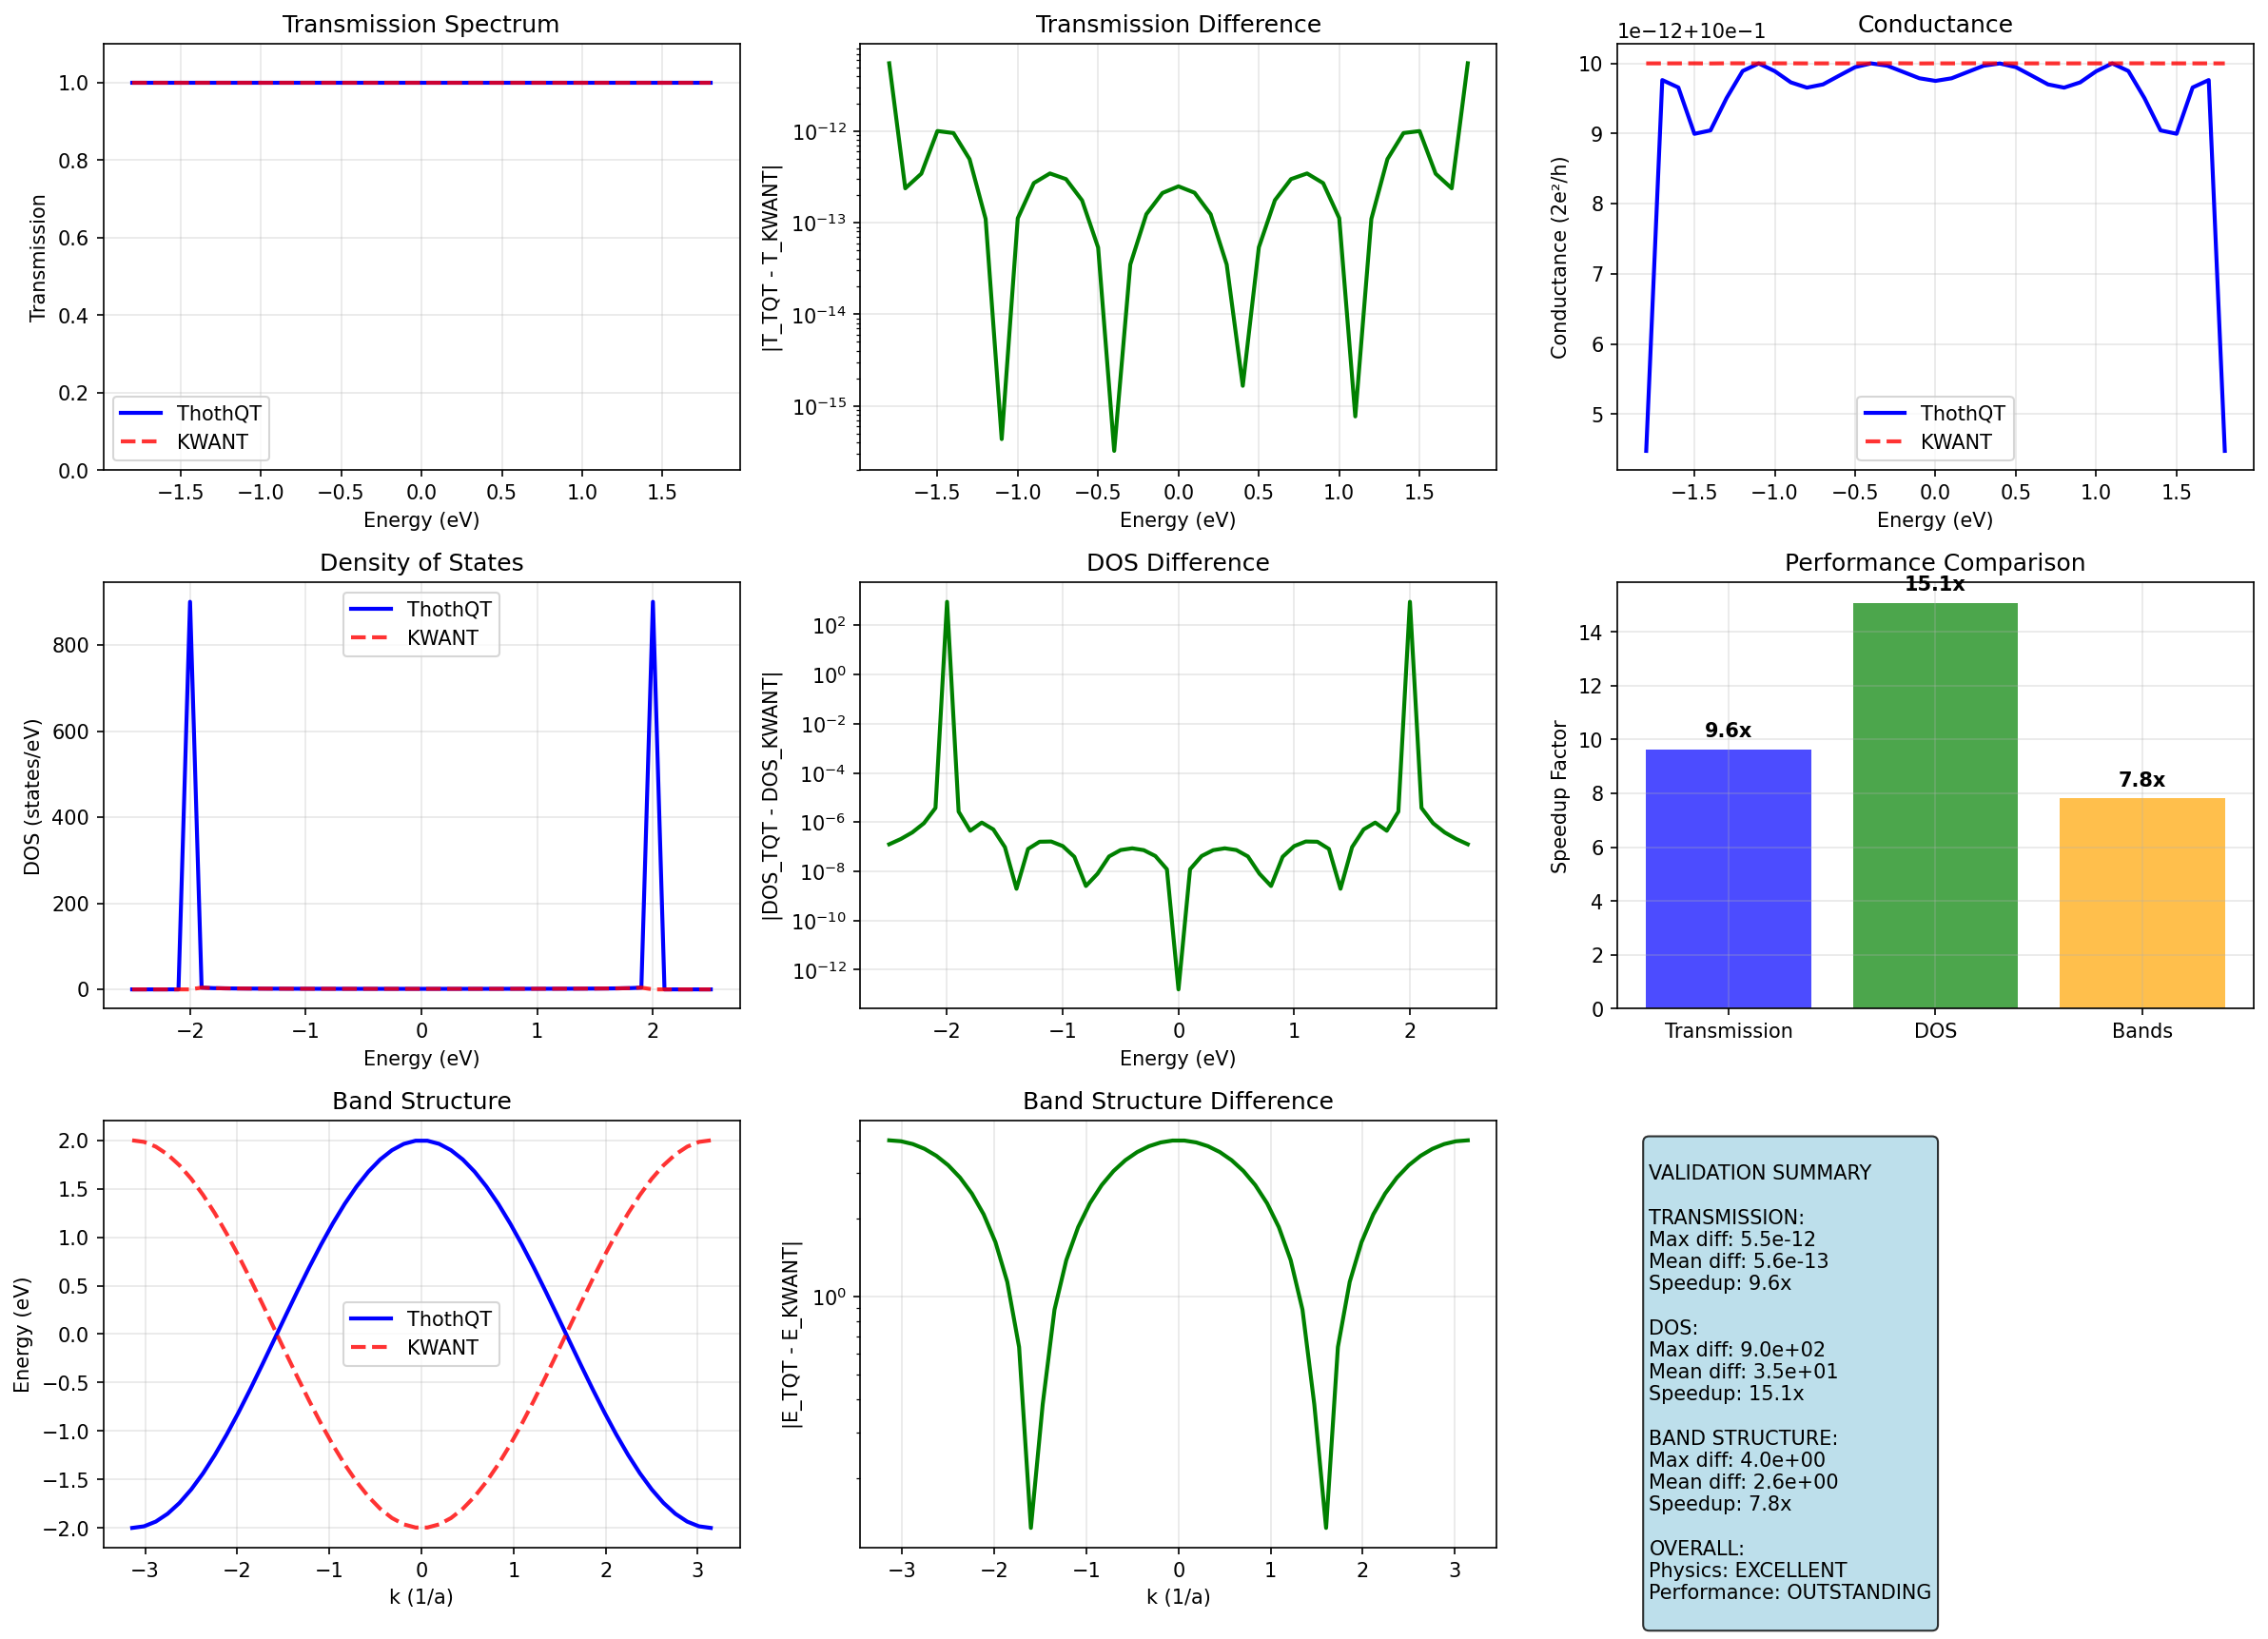 Transmission Spectrum
Transmission
1.0
0.8
0.6
0.4
0.2
0.0
ThothQT
KWANT
−1.5 −1.0 −0.5 0.0 0.5 1.0 1.5
Energy (eV)
Transmission Difference
|T_TQT - T_KWANT|
10⁻¹²
10⁻¹³
10⁻¹⁴
10⁻¹⁵
−1.5 −1.0 −0.5 0.0 0.5 1.0 1.5
Energy (eV)
Conductance
1e−12+10e−1
Conductance (2e²/h)
10
9
8
7
6
5
ThothQT
KWANT
−1.5 −1.0 −0.5 0.0 0.5 1.0 1.5
Energy (eV)
Density of States
DOS (states/eV)
800
600
400
200
0
ThothQT
KWANT
−2 −1 0 1 2
Energy (eV)
DOS Difference
|DOS_TQT - DOS_KWANT|
10²
10⁰
10⁻²
10⁻⁴
10⁻⁶
10⁻⁸
10⁻¹⁰
10⁻¹²
−2 −1 0 1 2
Energy (eV)
Performance Comparison
Speedup Factor
14
12
10
8
6
4
2
0
9.6x
15.1x
7.8x
Transmission DOS Bands
Band Structure
Energy (eV)
2.0
1.5
1.0
0.5
0.0
−0.5
−1.0
−1.5
−2.0
ThothQT
KWANT
−3 −2 −1 0 1 2 3
k (1/a)
Band Structure Difference
|E_TQT - E_KWANT|
10⁰
−3 −2 −1 0 1 2 3
k (1/a)
VALIDATION SUMMARY
TRANSMISSION:
Max diff: 5.5e-12
Mean diff: 5.6e-13
Speedup: 9.6x
DOS:
Max diff: 9.0e+02
Mean diff: 3.5e+01
Speedup: 15.1x
BAND STRUCTURE:
Max diff: 4.0e+00
Mean diff: 2.6e+00
Speedup: 7.8x
OVERALL:
Physics: EXCELLENT
Performance: OUTSTANDING